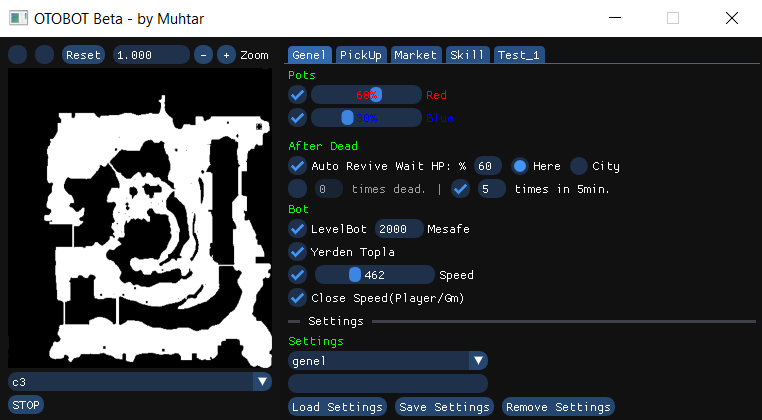 OTOBOT Beta - by Muhtar
Reset 1.000 - + Zoom
Genel PickUp Market Skill Test_1
Pots
60% Red
Blue
After Dead
Auto Revive Wait HP: % 60 Here City
0 times dead. | 5 times in 5min.
Bot
LevelBot 2000 Mesafe
Yerden Topla
462 Speed
Close Speed(Player/Gm)
Settings
Settings
genel
c3
STOP
Load Settings Save Settings Remove Settings